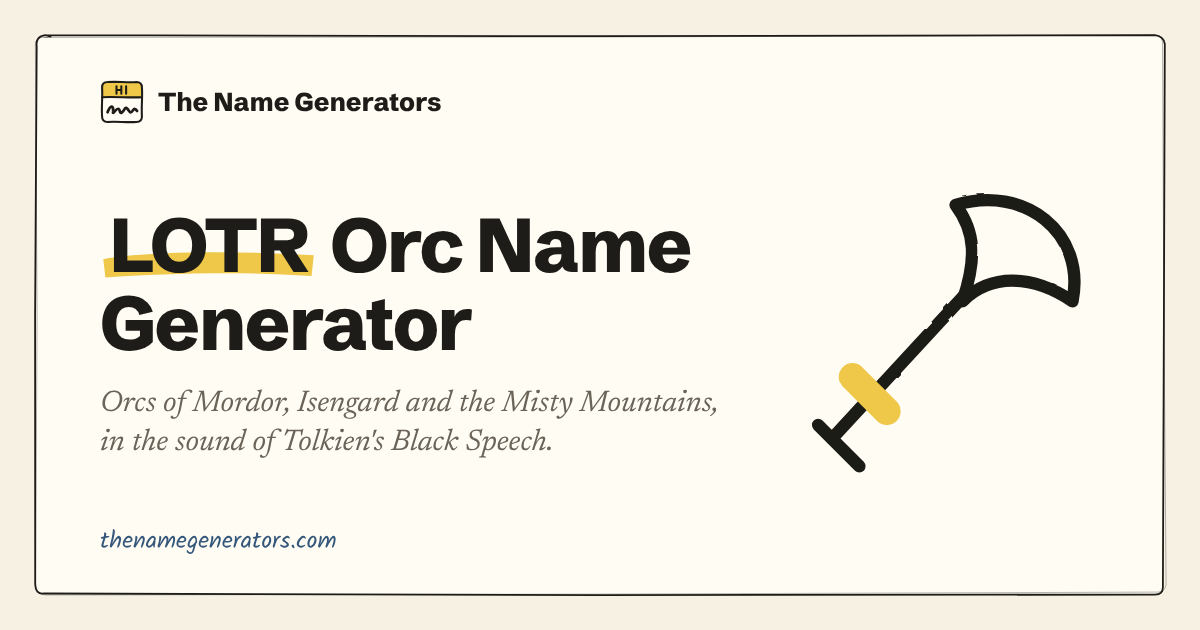 HI
The Name Generators
LOTR Orc Name
Generator
Orcs of Mordor, Isengard and the Misty Mountains,
in the sound of Tolkien's Black Speech.
thenamegenerators.com